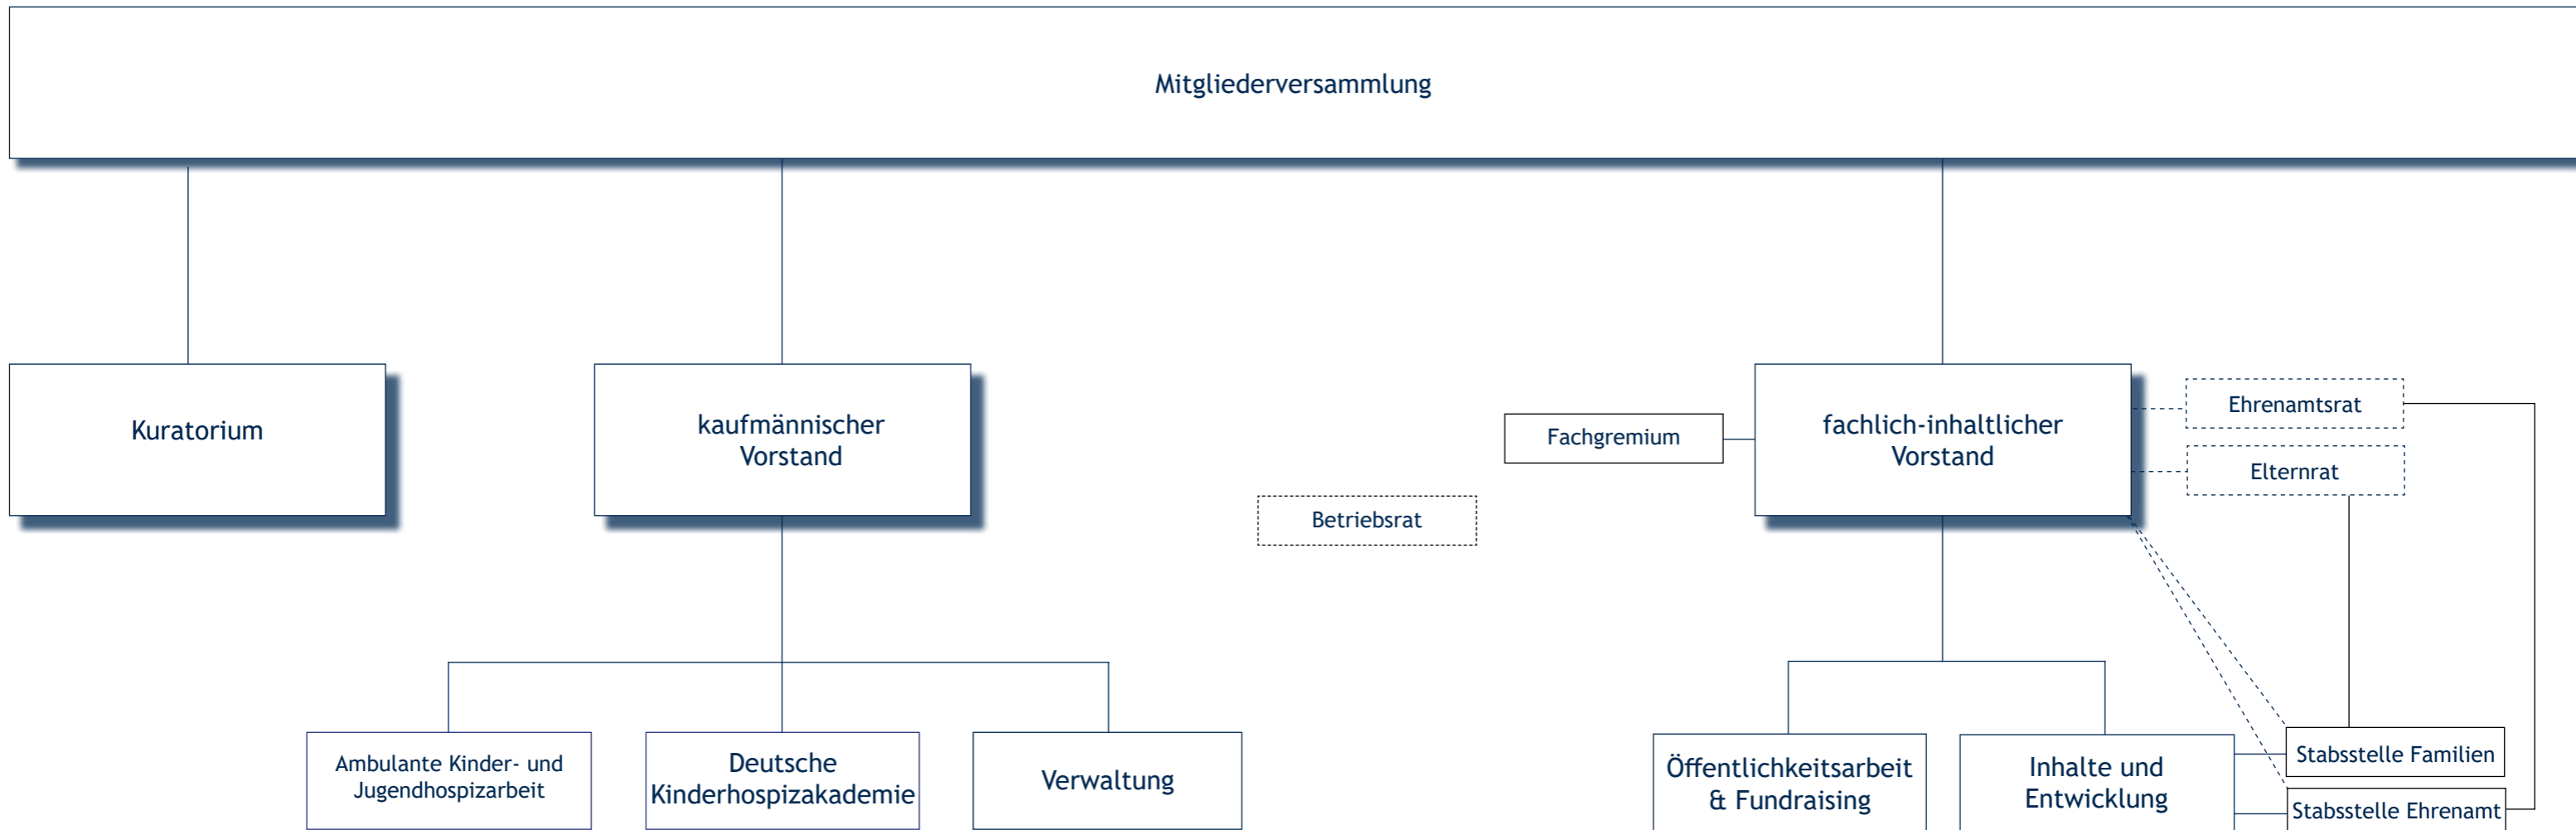 Mitgliederversammlung
Kuratorium
kaufmännischer
Vorstand
Betriebsrat
Fachgremium
fachlich-inhaltlicher
Vorstand
Ehrenamtsrat
Elternrat
Ambulante Kinder- und
Jugendhospizarbeit
Deutsche
Kinderhospizakademie
Verwaltung
Öffentlichkeitsarbeit
& Fundraising
Inhalte und
Entwicklung
Stabsstelle Familien
Stabsstelle Ehrenamt